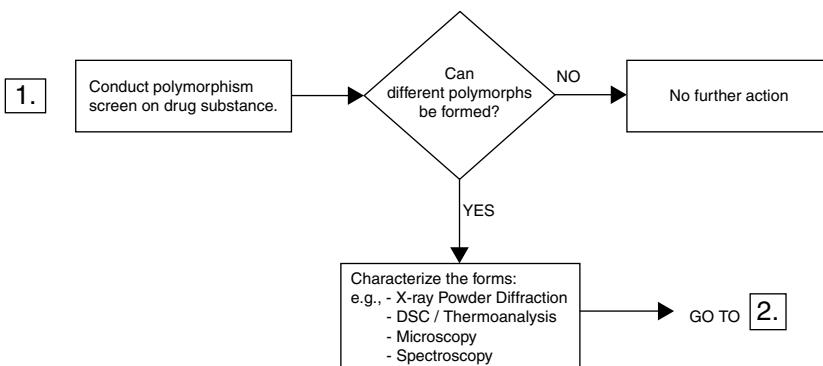 1.
Conduct polymorphism
screen on drug substance.
Can
different polymorphs
be formed?
NO
No further action
YES
Characterize the forms:
e.g., - X-ray Powder Diffraction
- DSC / Thermoanalysis
- Microscopy
- Spectroscopy
GO TO 2.